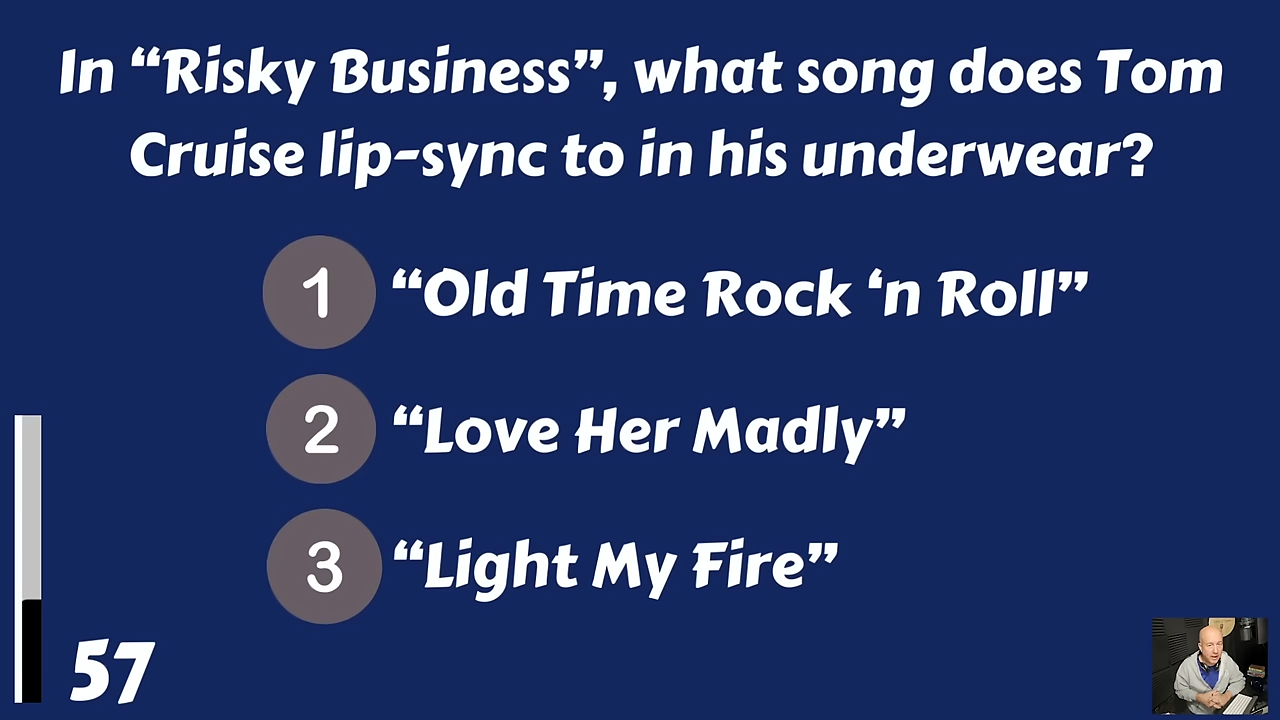 In “Risky Business”, what song does Tom
Cruise lip-sync to in his underwear?
1 “Old Time Rock ‘n Roll”
2 “Love Her Madly”
3 “Light My Fire”
57